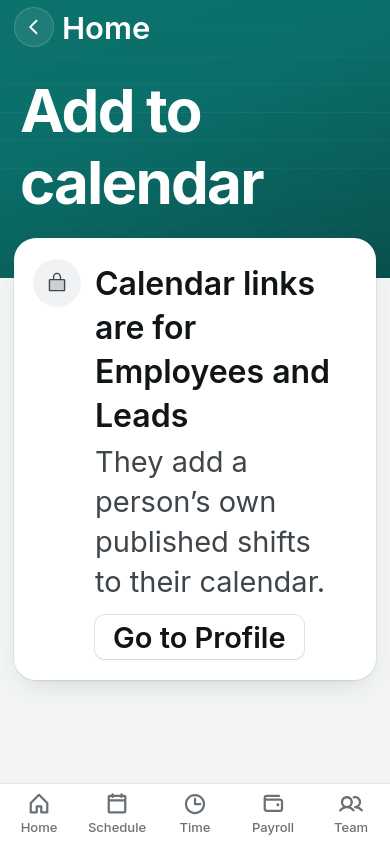 Home
Add to
calendar
Calendar links
are for
Employees and
Leads
They add a
person’s own
published shifts
to their calendar.
Go to Profile
Home
Schedule
Time
Payroll
Team